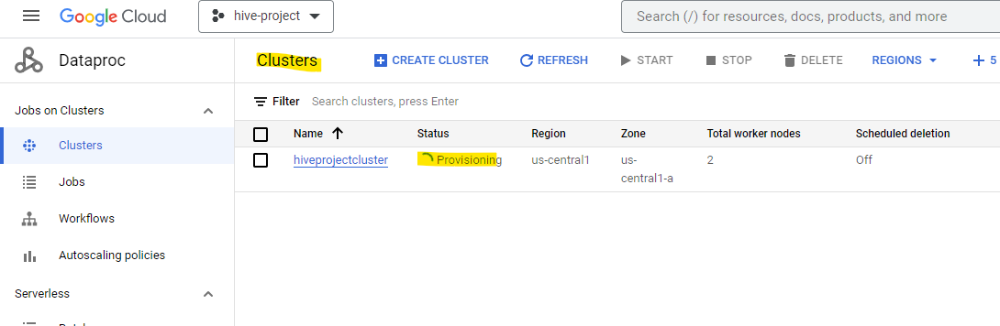 Google Cloud
hive-project
Search (/) for resources, docs, products, and more
Dataproc
Clusters
CREATE CLUSTER
REFRESH
START
STOP
DELETE
REGIONS
+ 5
Jobs on Clusters
Clusters
Jobs
Workflows
Autoscaling policies
Serverless
Filter Search clusters, press Enter
Name Status Region Zone Total worker nodes Scheduled deletion
hiveprojectcluster Provisioning us-central1 us- 2 Off
central1-a